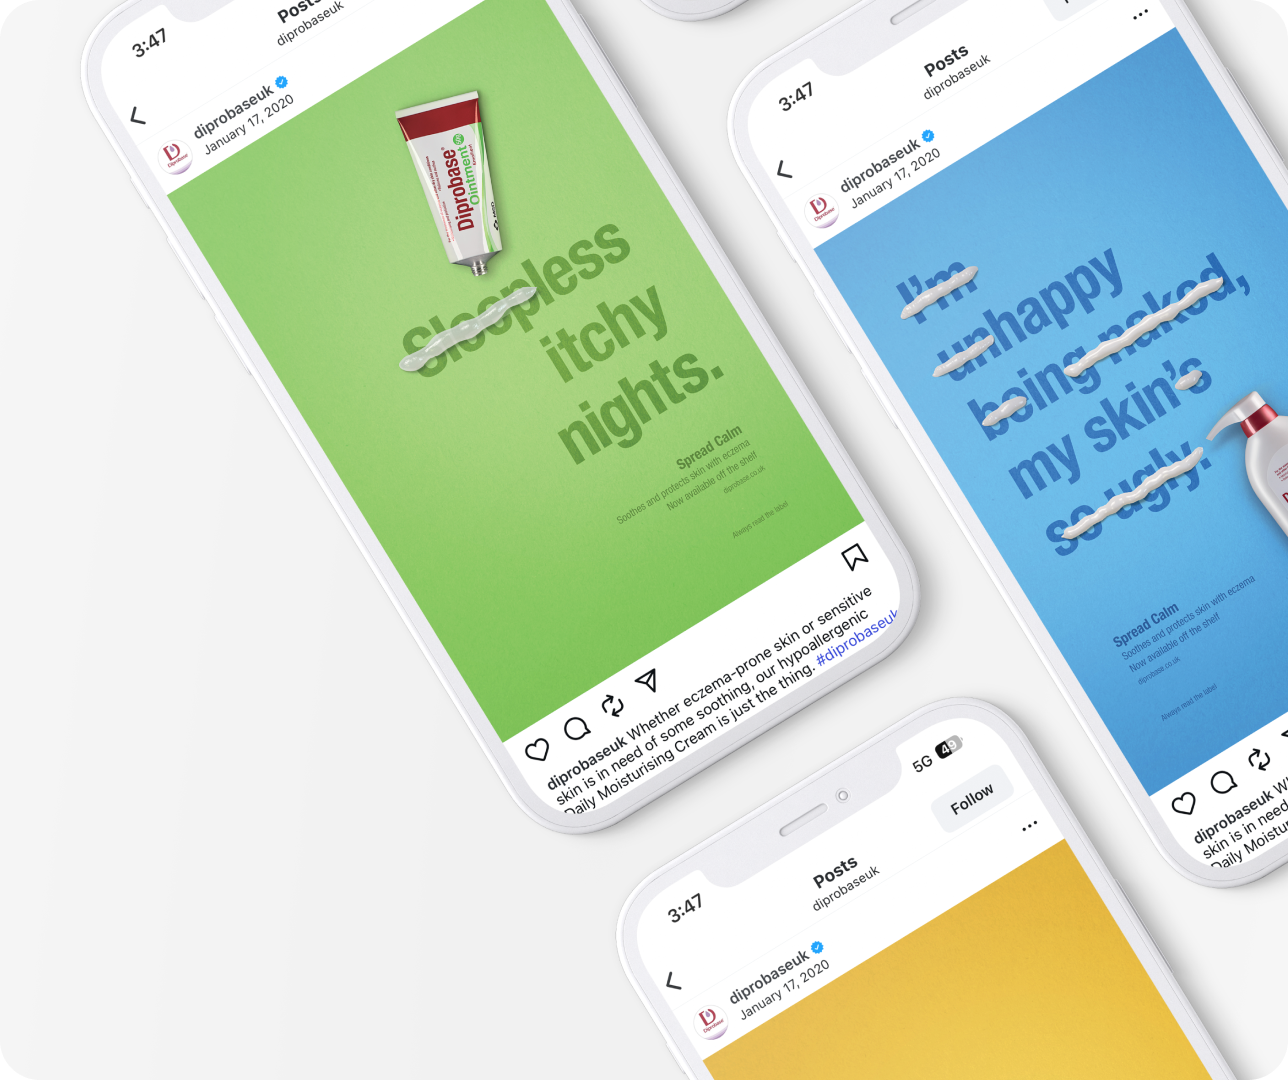 3:47
Posts
diprobaseuk
diprobaseuk
January 17, 2020
Diprobase
Diprobase®
Ointment
Sleepless
itchy
nights.
Spread Calm
Soothes and protects skin with eczema
Now available off the shelf
diprobase.co.uk
Always read the label
diprobaseuk Whether eczema-prone skin or sensitive
skin is in need of some soothing, our hypoallergenic
Daily Moisturising Cream is just the thing. #diprobaseuk
3:47
Posts
diprobaseuk
diprobaseuk
January 17, 2020
Diprobase
I'm
unhappy
being naked,
my skin's
so ugly.
Spread Calm
Soothes and protects skin with eczema
Now available off the shelf
diprobase.co.uk
Always read the label
diprobaseuk
skin is in need
Daily
3:47
5G 49
Posts
diprobaseuk
Follow
diprobaseuk
January 17, 2020
Diprobase